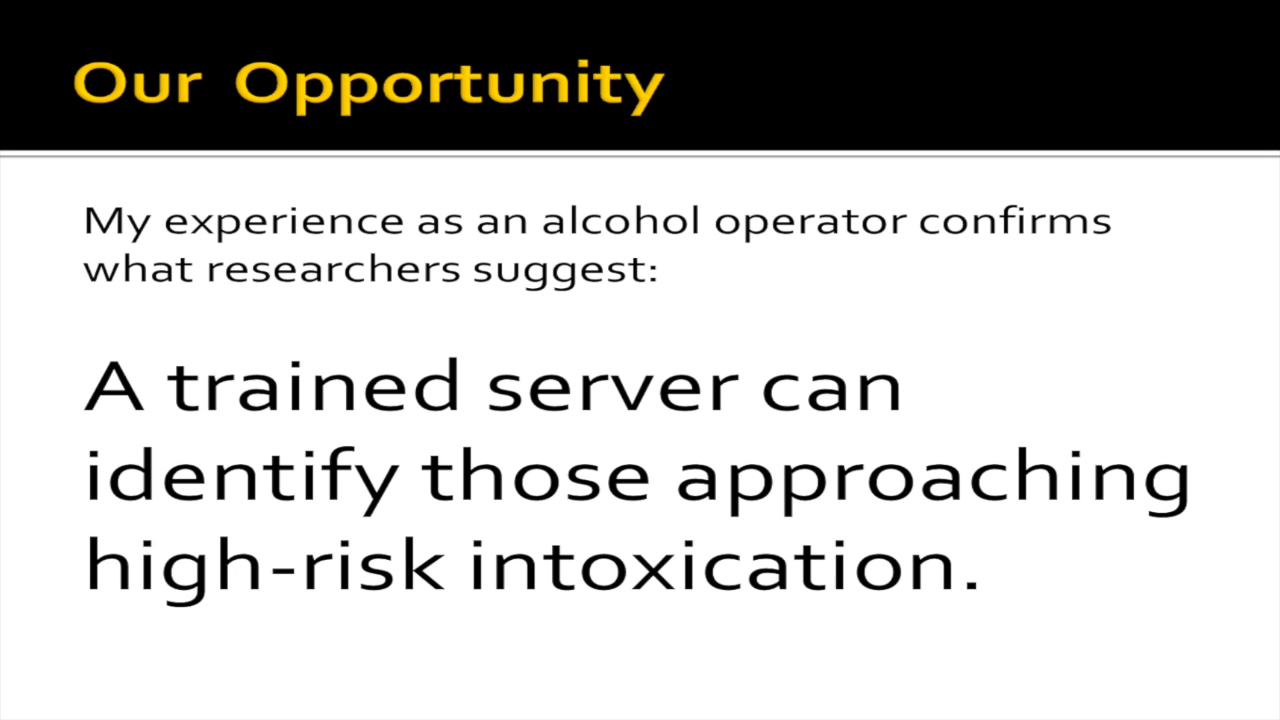 Our Opportunity
My experience as an alcohol operator confirms
what researchers suggest:
A trained server can
identify those approaching
high-risk intoxication.